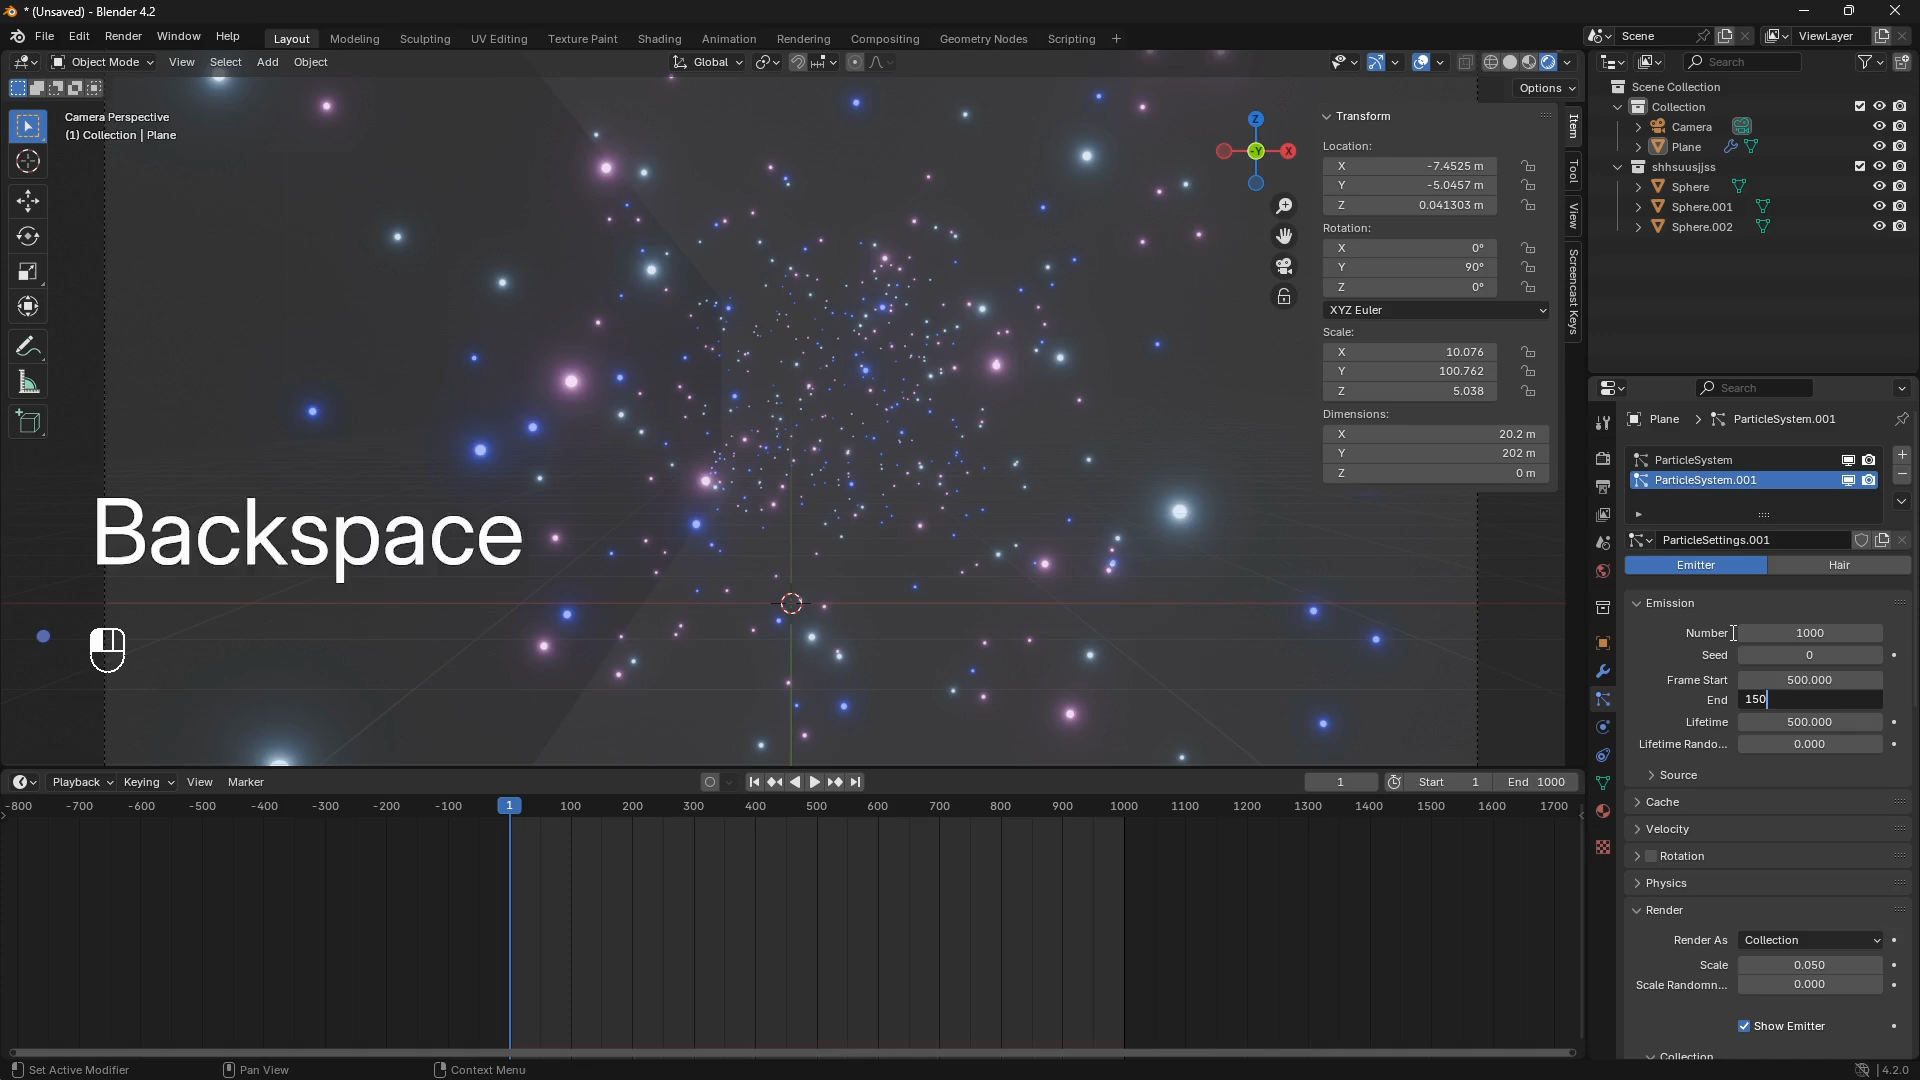 * (Unsaved) - Blender 4.2
File Edit Render Window Help
Layout Modeling Sculpting UV Editing Texture Paint Shading Animation Rendering Compositing Geometry Nodes Scripting +
Scene ViewLayer
Object Mode View Select Add Object
Global
Search
Options
Camera Perspective
(1) Collection | Plane
Z
-Y
X
Transform
Location:
X -7.4525 m
Y -5.0457 m
Z 0.041303 m
Rotation:
X 0°
Y 90°
Z 0°
XYZ Euler
Scale:
X 10.076
Y 100.762
Z 5.038
Dimensions:
X 20.2 m
Y 202 m
Z 0 m
Item
Tool
View
Screencast Keys
Scene Collection
Collection
Camera
Plane
shhsuusjjss
Sphere
Sphere.001
Sphere.002
Search
Plane > ParticleSystem.001
ParticleSystem
ParticleSystem.001
ParticleSettings.001
Emitter Hair
Emission
Number 1000
Seed 0
Frame Start 500.000
End 150
Lifetime 500.000
Lifetime Rando... 0.000
Source
Cache
Velocity
Rotation
Physics
Render
Render As Collection
Scale 0.050
Scale Randomn... 0.000
Show Emitter
Collection
Backspace
Playback Keying View Marker
1 Start 1 End 1000
-800 -700 -600 -500 -400 -300 -200 -100 1 100 200 300 400 500 600 700 800 900 1000 1100 1200 1300 1400 1500 1600 1700
Set Active Modifier Pan View Context Menu
4.2.0